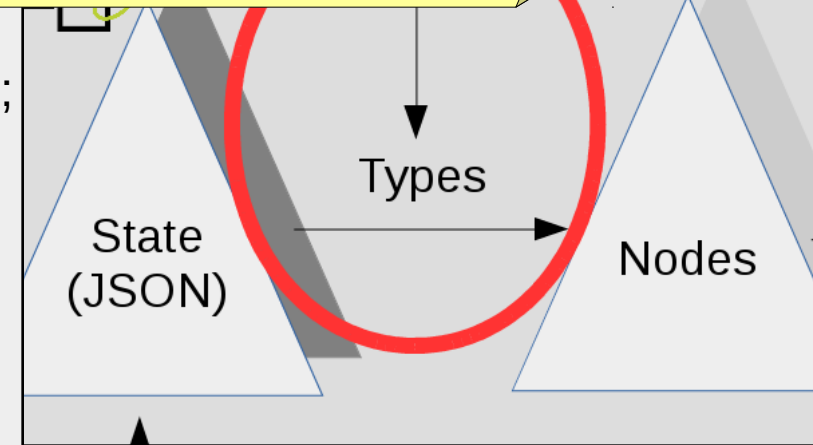 ;
Types
State
(JSON)
Nodes